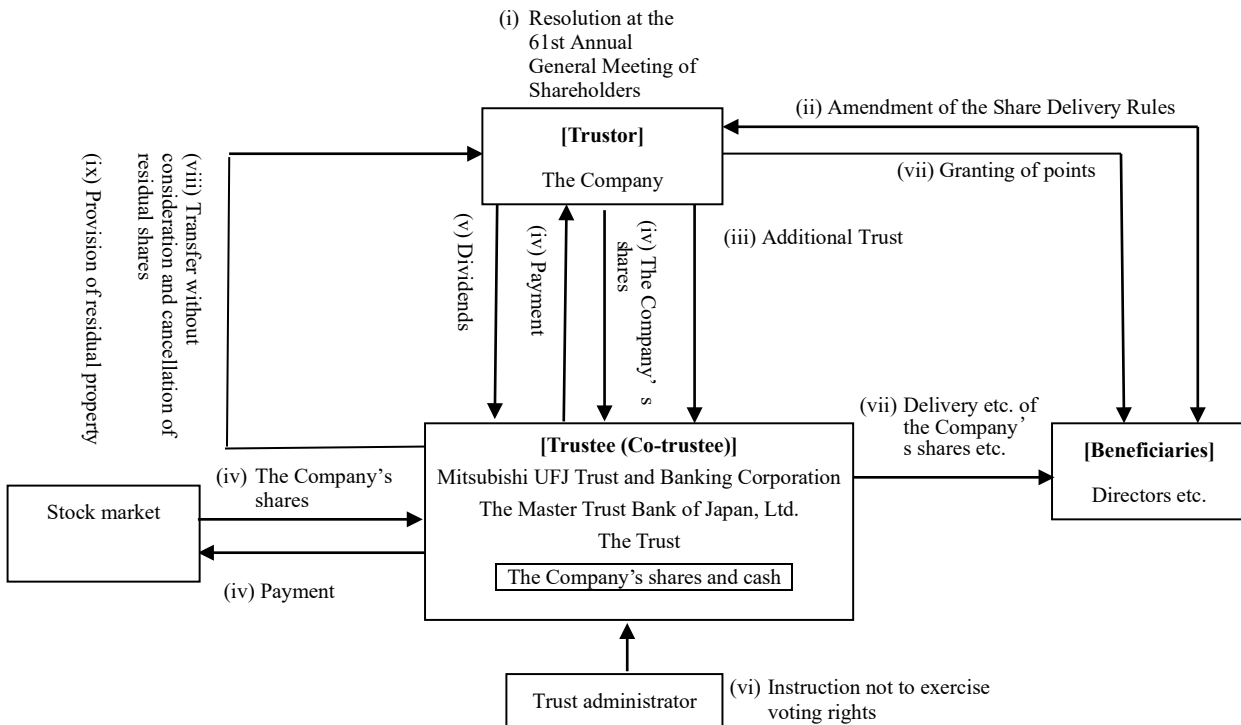 (i) Resolution at the
61st Annual
General Meeting of
Shareholders
(ii) Amendment of the Share Delivery Rules
[Trustor]
The Company
(vii) Granting of points
(iii) Additional Trust
(ix) Provision of residual property
(viii) Transfer without
consideration and cancellation of
residual shares
(v) Dividends
(iv) Payment
(iv) The Company's
shares
[Trustee (Co-trustee)]
Mitsubishi UFJ Trust and Banking Corporation
The Master Trust Bank of Japan, Ltd.
The Trust
The Company's shares and cash
(vii) Delivery etc. of
the Company'
s shares etc.
[Beneficiaries]
Directors etc.
(iv) The Company's
shares
Stock market
(iv) Payment
Trust administrator
(vi) Instruction not to exercise
voting rights